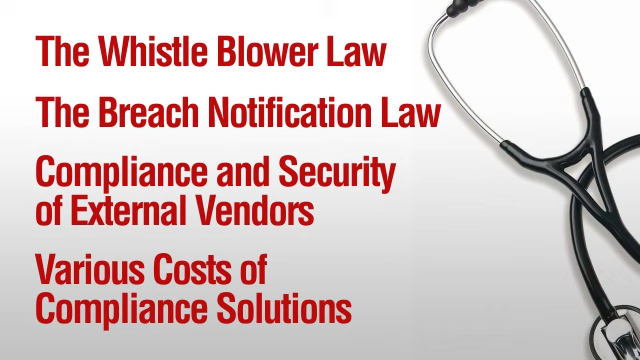 The Whistle Blower Law
The Breach Notification Law
Compliance and Security
of External Vendors
Various Costs of
Compliance Solutions